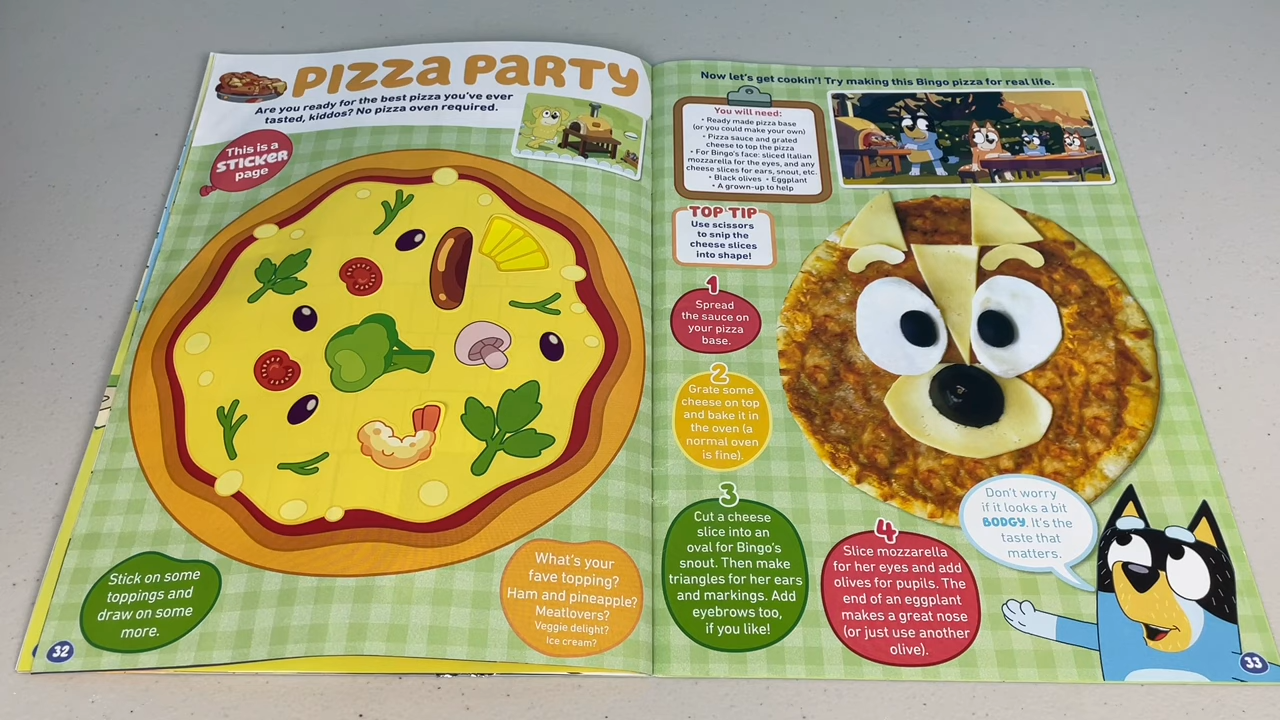 PIZZA PARTY
Are you ready for the best pizza you've ever
tasted, kiddos? No pizza oven required.
This is a
STICKER
page
Stick on some
toppings and
draw on some
more.
What's your
fave topping?
Ham and pineapple?
Meatlovers?
Veggie delight?
Ice cream?
32
Now let's get cookin'! Try making this Bingo pizza for real life.
You will need:
• Ready made pizza base
(or you could make your own)
• Pizza sauce and grated
cheese to top the pizza
• For Bingo's face: sliced Italian
mozzarella for the eyes, and any
cheese slices for ears, snout, etc.
• Black olives • Eggplant
• A grown-up to help
TOP TIP
Use scissors
to snip the
cheese slices
into shape!
1
Spread
the sauce on
your pizza
base.
2
Grate some
cheese on top
and bake it in
the oven (a
normal oven
is fine).
3
Cut a cheese
slice into an
oval for Bingo's
snout. Then make
triangles for her ears
and markings. Add
eyebrows too,
if you like!
4
Slice mozzarella
for her eyes and add
olives for pupils. The
end of an eggplant
makes a great nose
(or just use another
olive).
Don't worry
if it looks a bit
BODGY. It's the
taste that
matters.
33